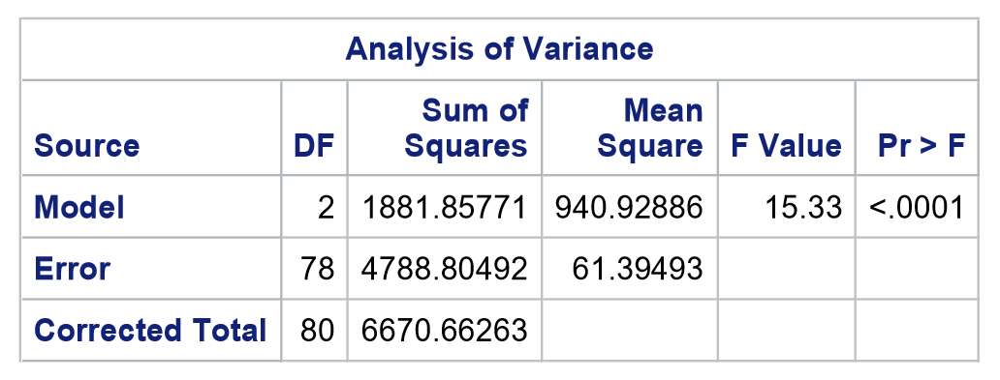 Analysis of Variance
Source DF Sum of Squares Mean Square F Value Pr > F
Model 2 1881.85771 940.92886 15.33 <.0001
Error 78 4788.80492 61.39493
Corrected Total 80 6670.66263